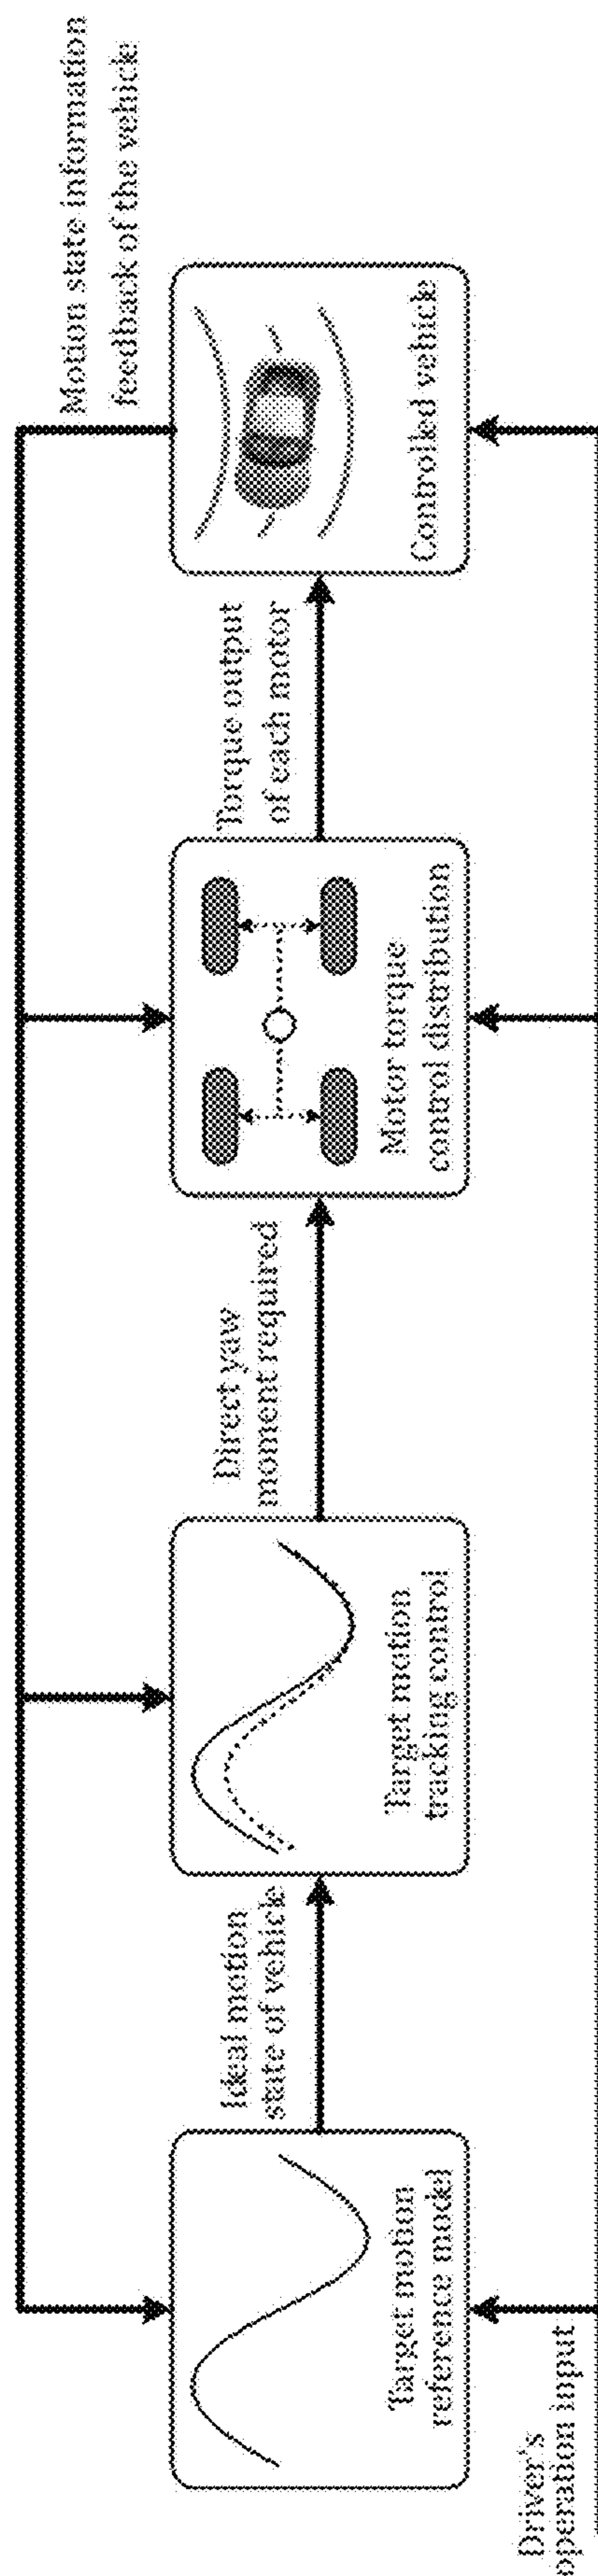 Motion state information
feedback of the vehicle
Target motion
reference model
Ideal motion
state of vehicle
Target motion
tracking control
Direct yaw
moment required
Motor torque
control distribution
Torque output
of each motor
Controlled vehicle
Driver's
operation input